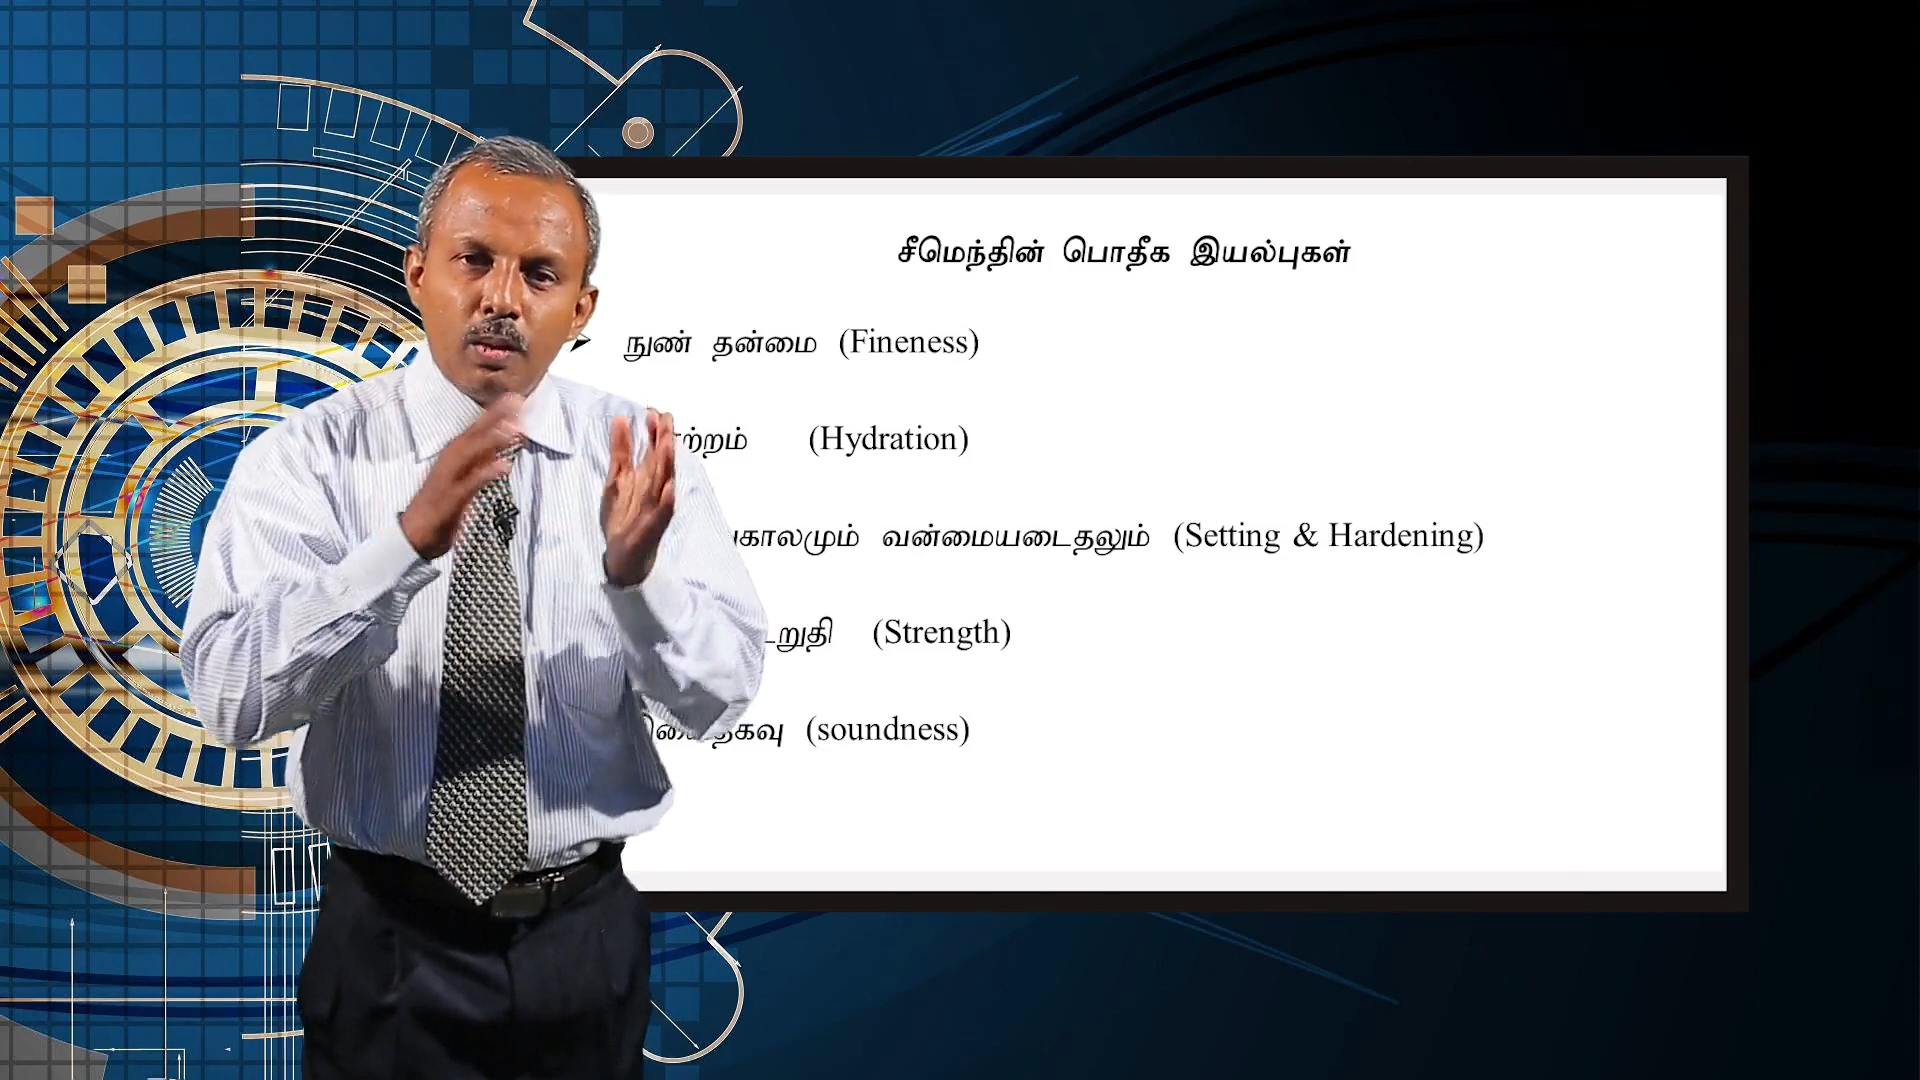 சீமெந்தின் பொதீக இயல்புகள்
நுண் தன்மை (Fineness)
(Hydration)
வன்மையடைதலும் (Setting & Hardening)
(Strength)
(soundness)